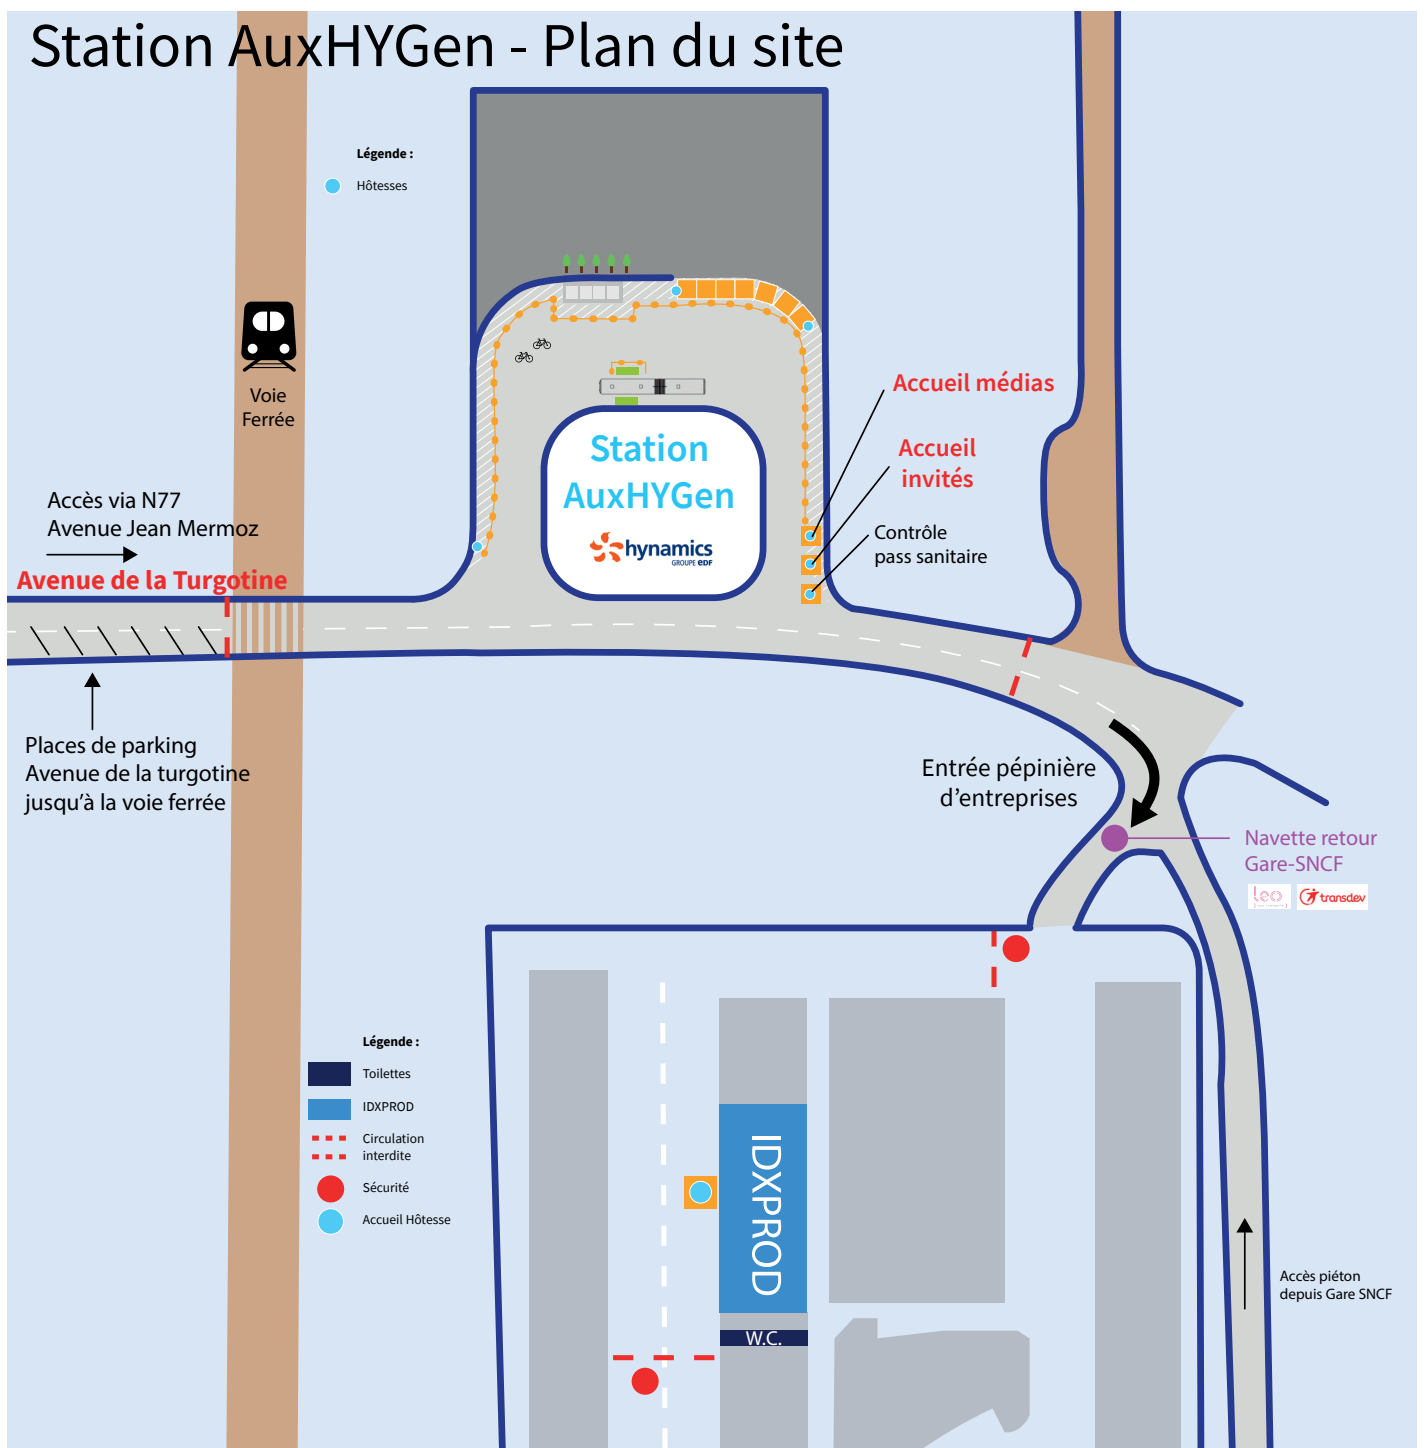 Station AuxHYGen - Plan du site
Légende :
Hôtesses
Voie
Ferrée
Accueil médias
Accueil
invités
Contrôle
pass sanitaire
Station
AuxHYGen
hynamics
GROUPE EDF
Accès via N77
Avenue Jean Mermoz
Avenue de la Turgotine
Places de parking
Avenue de la turgotine
jusqu'à la voie ferrée
Entrée pépinière
d'entreprises
Navette retour
Gare-SNCF
leo
transdev
Légende :
Toilettes
IDXPROD
Circulation
interdite
Sécurité
Accueil Hôtesse
IDXPROD
W.C.
Accès piéton
depuis Gare SNCF